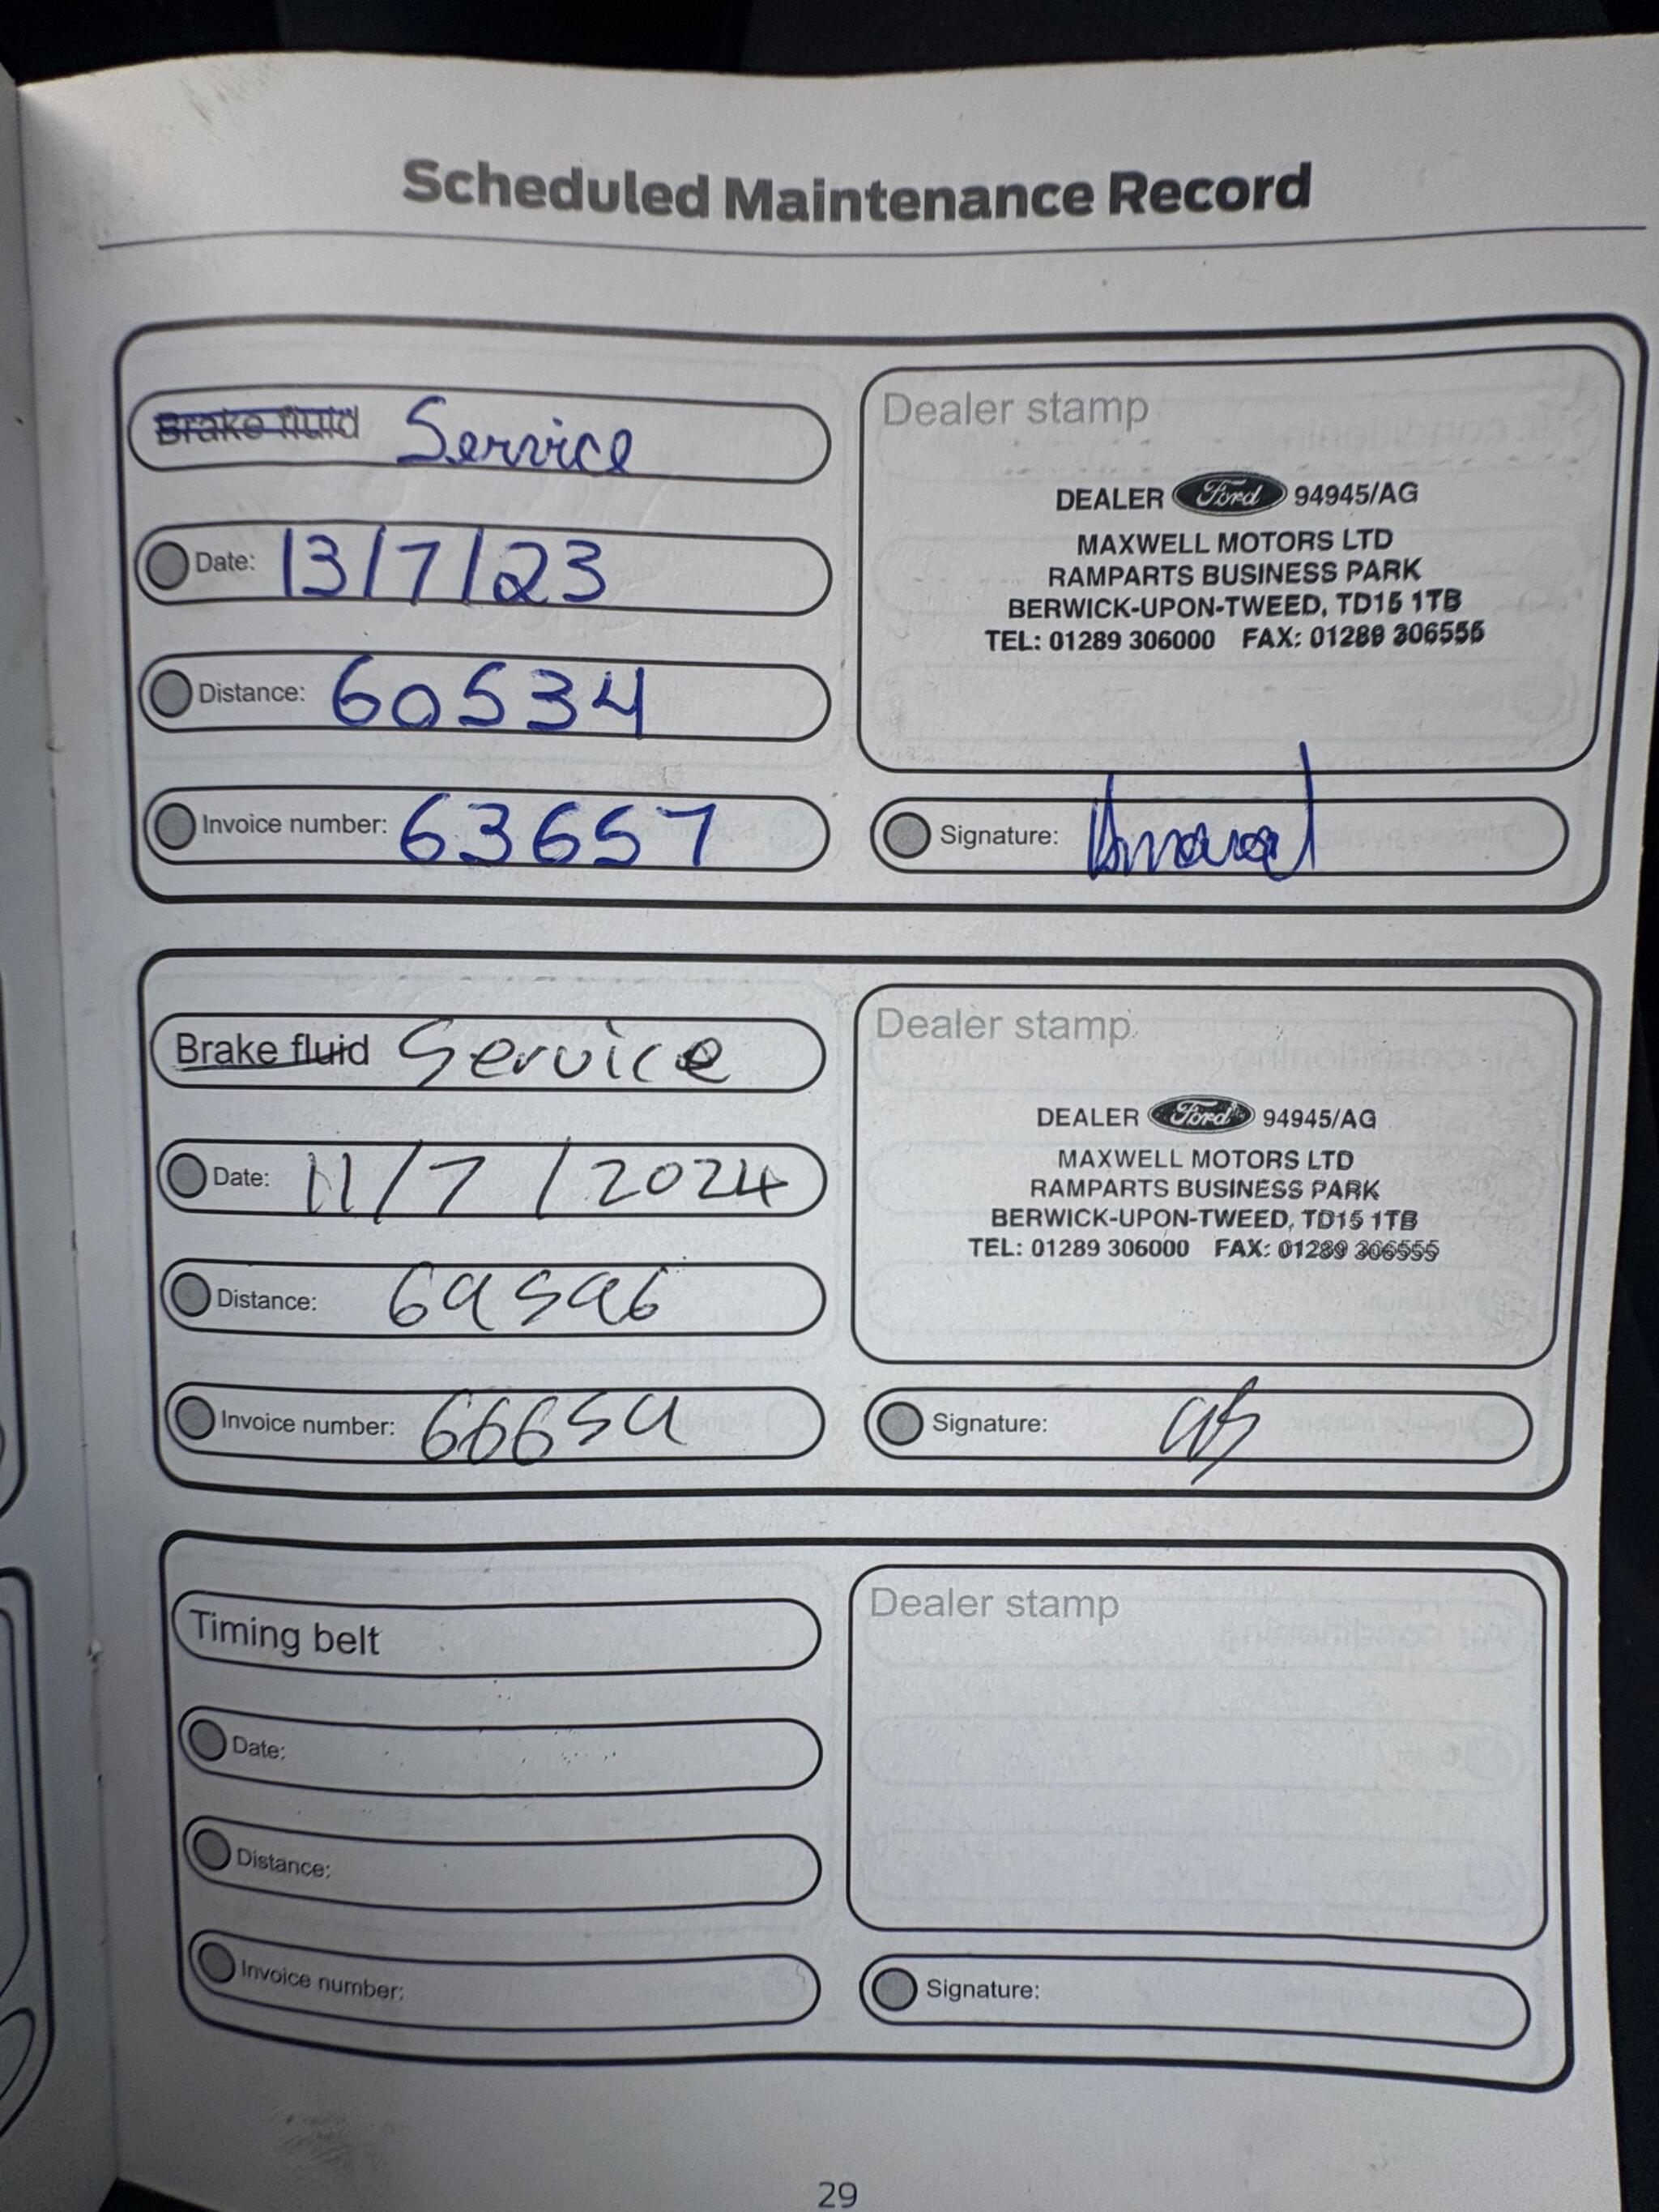 Scheduled Maintenance Record
Brake fluid Service
Date: 13/7/23
Distance: 60534
Invoice number: 63657
Dealer stamp
DEALER Ford 94945/AG
MAXWELL MOTORS LTD
RAMPARTS BUSINESS PARK
BERWICK-UPON-TWEED, TD15 1TB
TEL: 01289 306000 FAX: 01289 306555
Signature:
Brake fluid Service
Date: 11/7/2024
Distance: 69596
Invoice number: 66659
Dealer stamp
DEALER Ford 94945/AG
MAXWELL MOTORS LTD
RAMPARTS BUSINESS PARK
BERWICK-UPON-TWEED, TD15 1TB
TEL: 01289 306000 FAX: 01289 306555
Signature:
Timing belt
Date:
Distance:
Invoice number:
Dealer stamp
Signature:
29